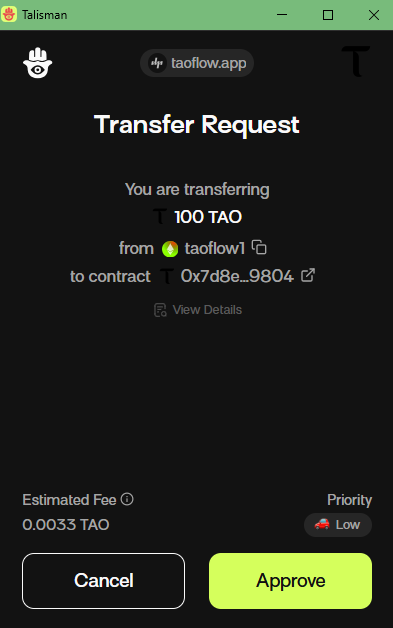 Talisman
taoflow.app
Transfer Request
You are transferring
100 TAO
from taoflow1
to contract 0x7d8e...9804
View Details
Estimated Fee
Priority
0.0033 TAO
Low
Cancel
Approve